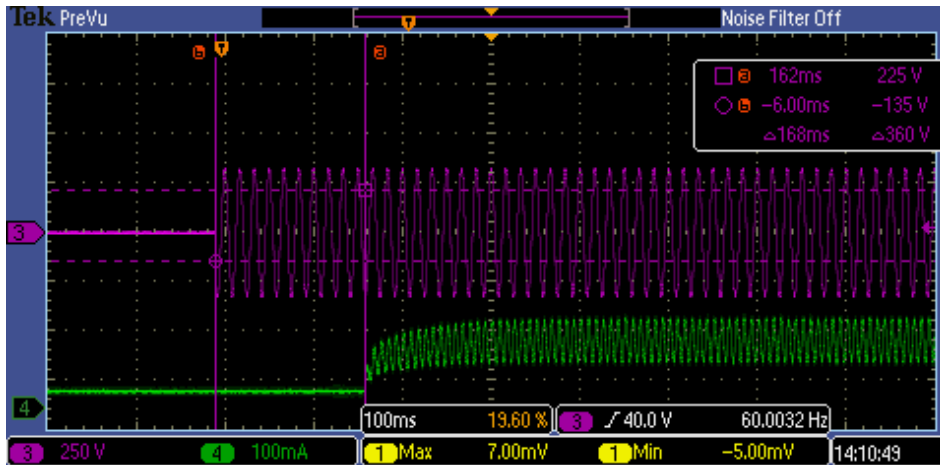 Tek PreVu Noise Filter Off
T
b T a
a 162ms 225 V
b −6.00ms −135 V
△168ms △360 V
3
4
100ms 19.60 % 3 40.0 V 60.0032 Hz
3 250 V 4 100mA 1 Max 7.00mV 1 Min −5.00mV 14:10:49